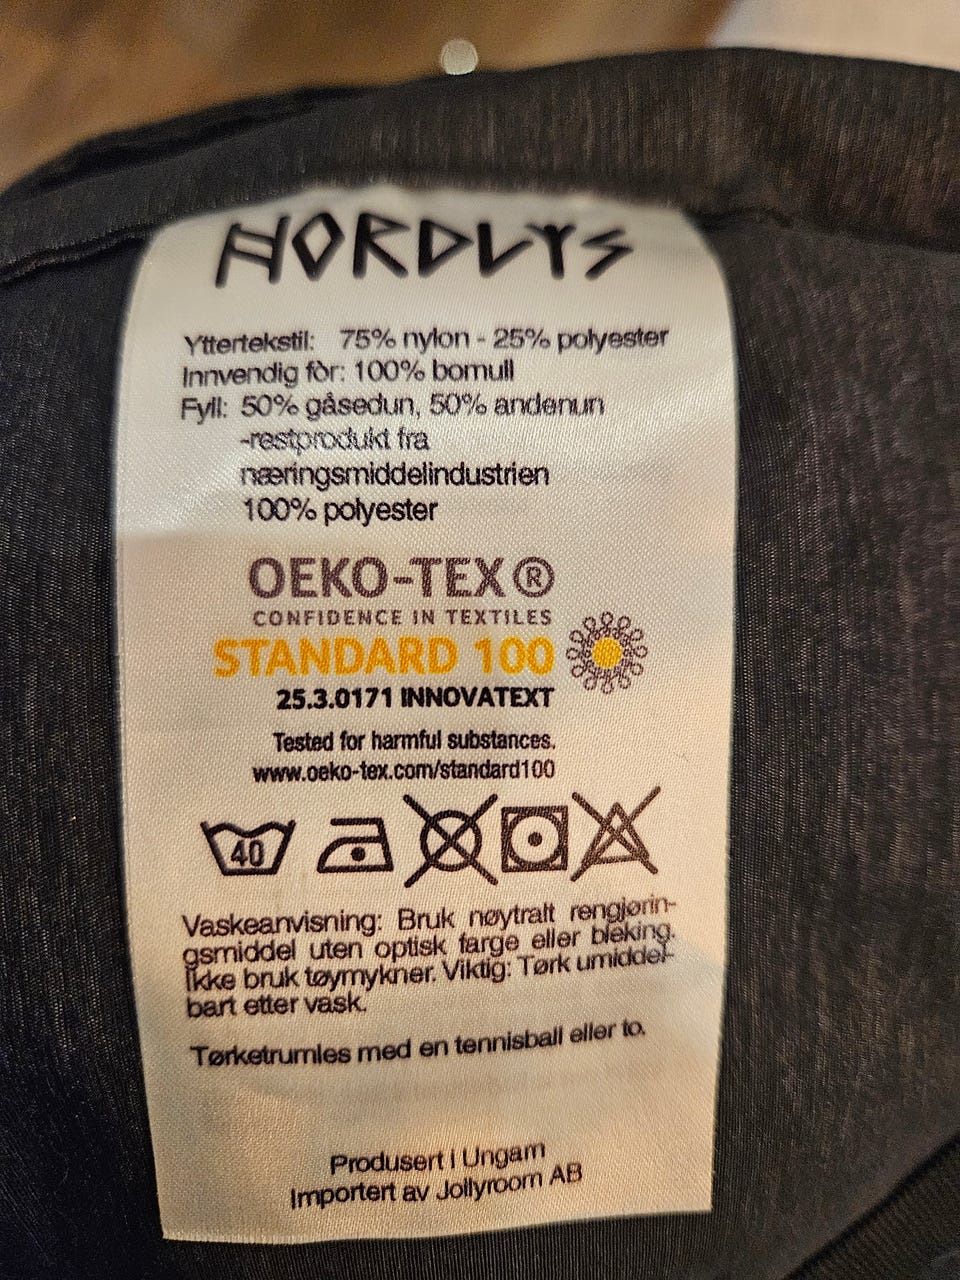 NORDLYS
Yttertekstil: 75% nylon - 25% polyester
Innvendig fòr: 100% bomull
Fyll: 50% gåsedun, 50% andenun
-restprodukt fra
næringsmiddelindustrien
100% polyester
OEKO-TEX®
CONFIDENCE IN TEXTILES
STANDARD 100
25.3.0171 INNOVATEXT
Tested for harmful substances.
www.oeko-tex.com/standard100
40
Vaskeanvisning: Bruk nøytralt rengjørin-
gsmiddel uten optisk farge eller bleking.
Ikke bruk tøymykner. Viktig: Tørk umiddel-
bart etter vask.
Tørketrumles med en tennisball eller to.
Produsert i Ungarn
Importert av Jollyroom AB